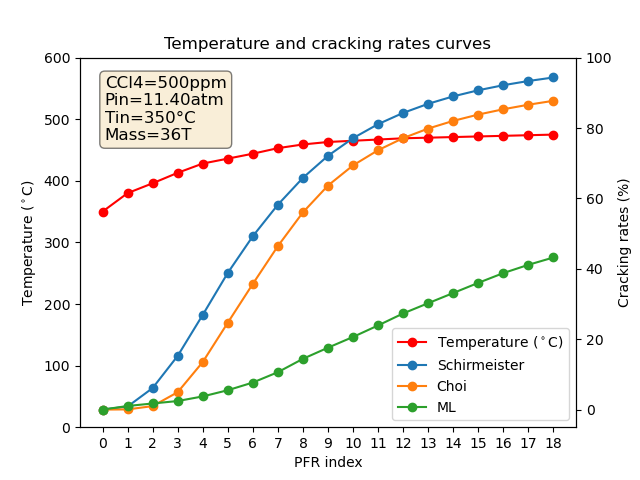 Temperature and cracking rates curves
CCl4=500ppm
Pin=11.40atm
Tin=350°C
Mass=36T
Temperature (°C)
600
500
400
300
200
100
0
Cracking rates (%)
100
80
60
40
20
0
Temperature (°C)
Schirmeister
Choi
ML
0 1 2 3 4 5 6 7 8 9 10 11 12 13 14 15 16 17 18
PFR index